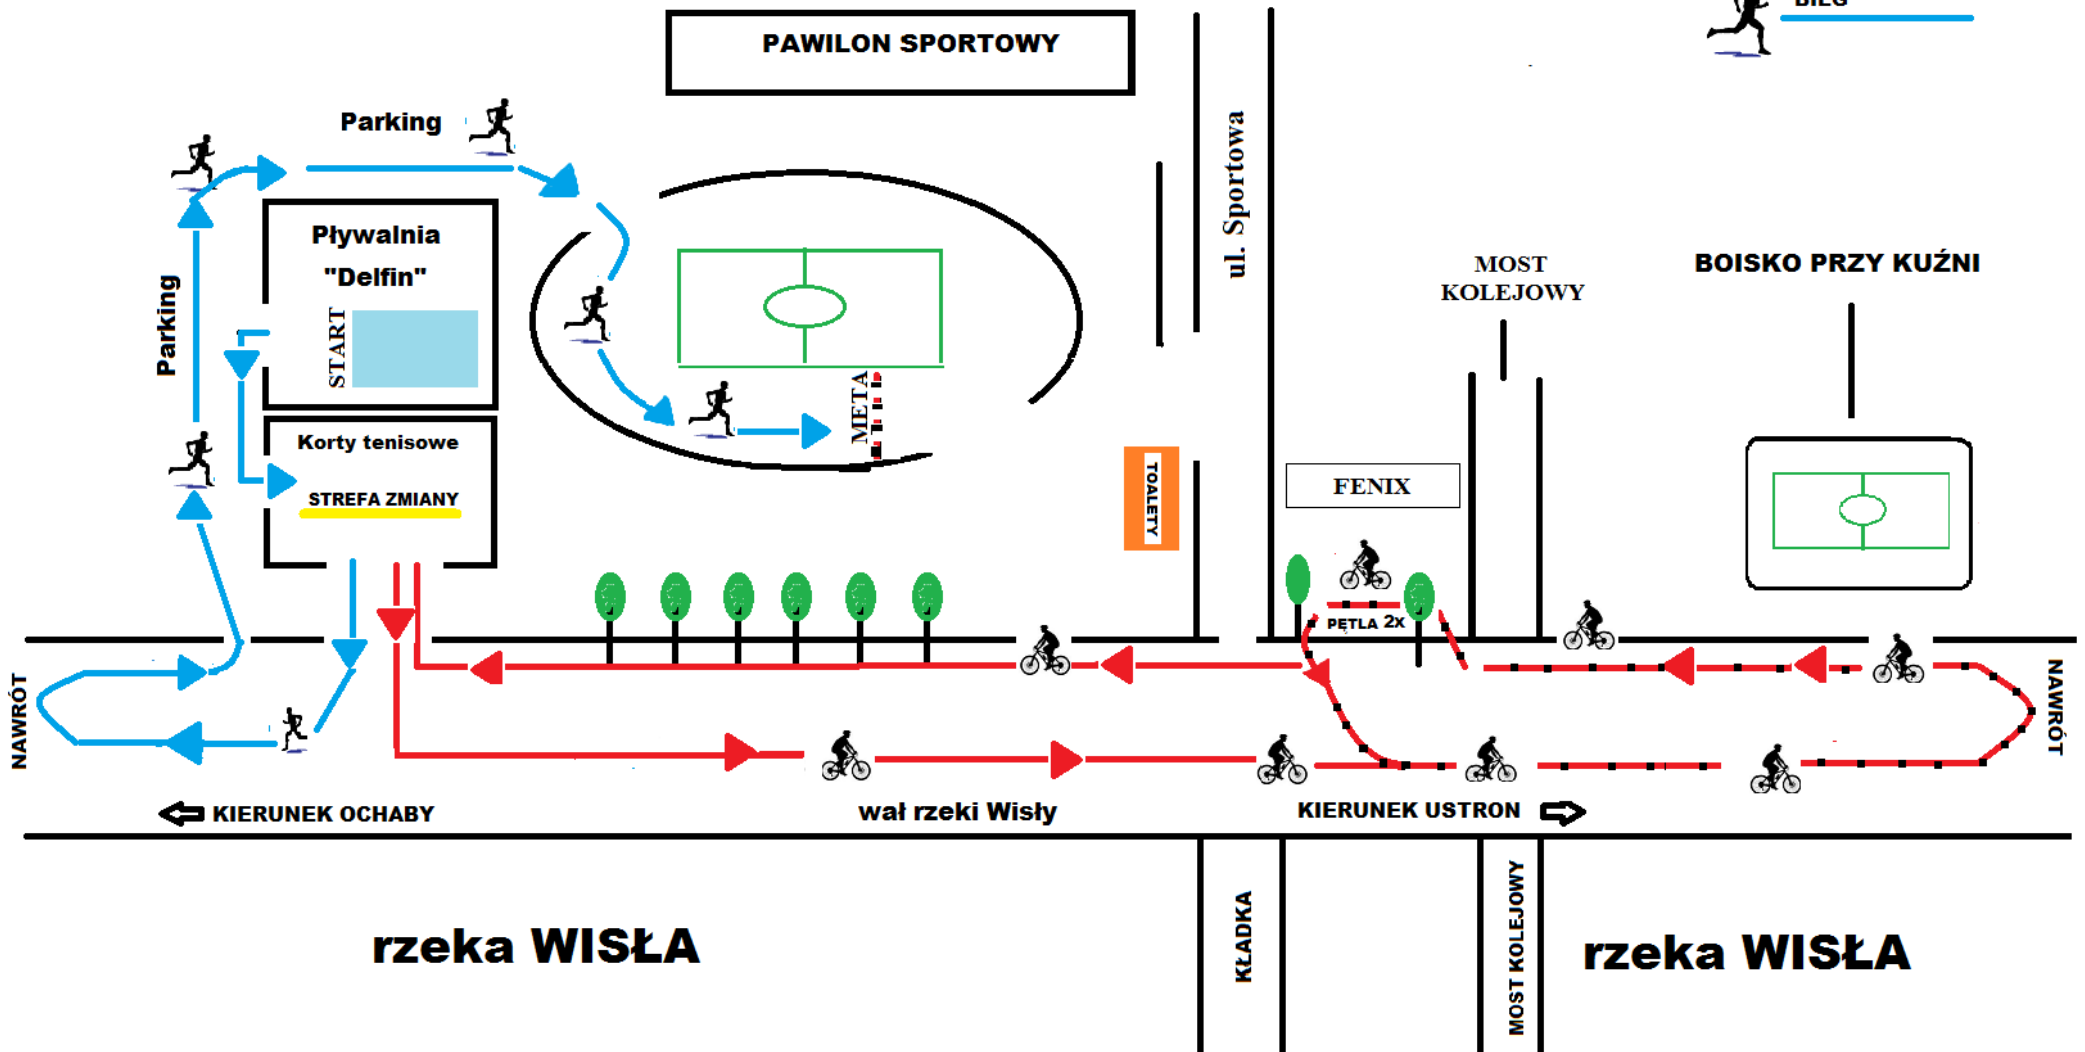 BIEG
PAWILON SPORTOWY
Parking
ul. Sportowa
Pływalnia
"Delfin"
START
Parking
MOST
KOLEJOWY
BOISKO PRZY KUŹNI
META
Korty tenisowe
STREFA ZMIANY
TOALETY
FENIX
PĘTLA 2x
NAWRÓT
NAWRÓT
KIERUNEK OCHABY
wał rzeki Wisły
KIERUNEK USTRON
rzeka WISŁA
KŁADKA
MOST KOLEJOWY
rzeka WISŁA